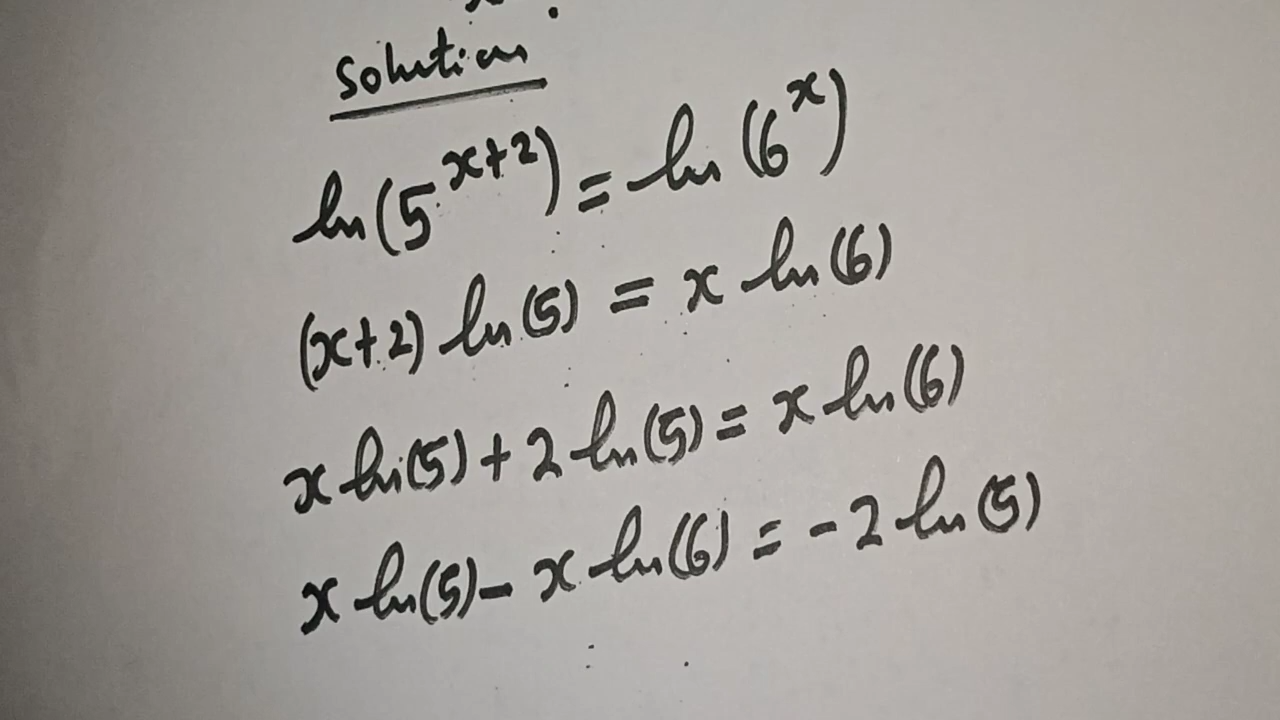 Solution
ln(5^{x+2}) = ln(6^x)
(x+2) ln(5) = x ln(6)
x ln(5) + 2 ln(5) = x ln(6)
x ln(5) - x ln(6) = -2 ln(5)